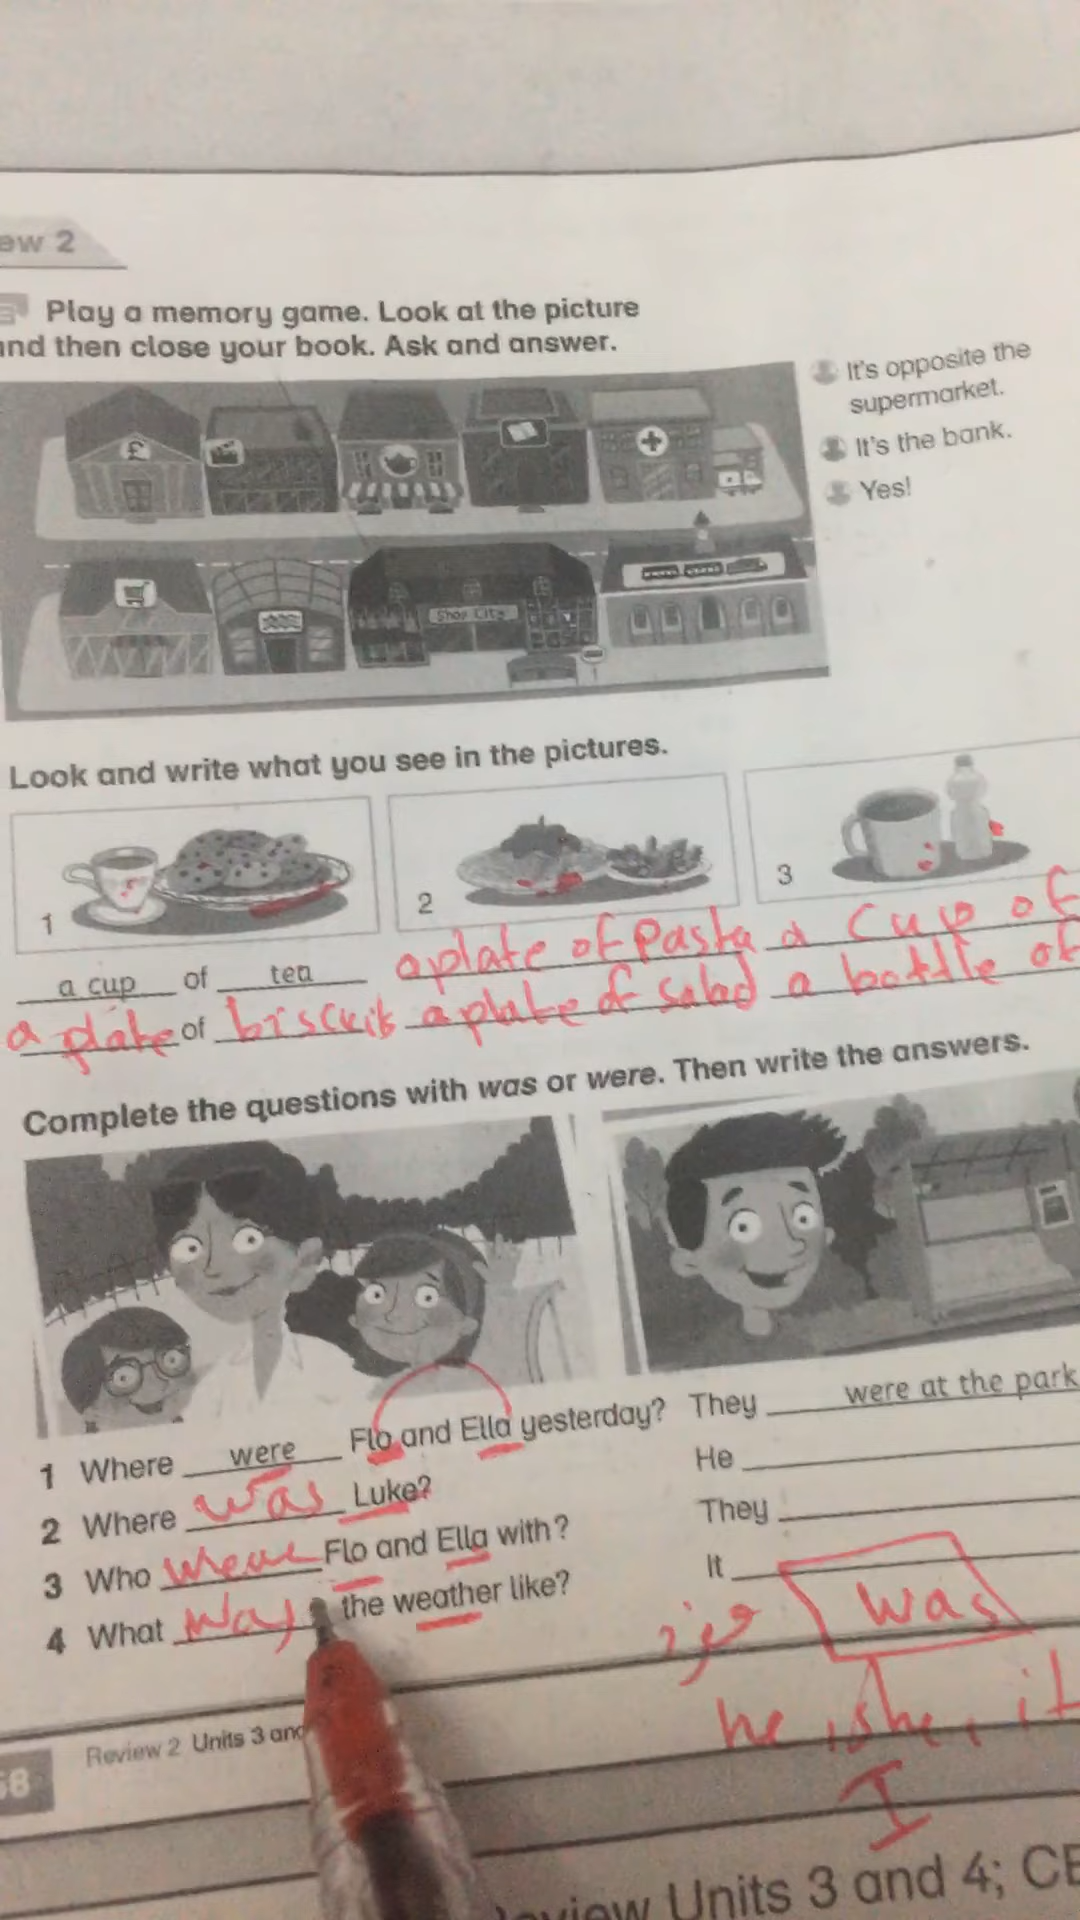 ew 2
Play a memory game. Look at the picture
and then close your book. Ask and answer.
It's opposite the
supermarket.
It's the bank.
Yes!
£
Shop City
Look and write what you see in the pictures.
1
2
3
a cup of tea
a plate of pasta
a cup of
a plate of biscuits
a plate of salad
a bottle of
Complete the questions with was or were. Then write the answers.
1 Where were Flo and Ella yesterday? They were at the park
2 Where was Luke? He
3 Who Flo and Ella with? They
4 What was the weather like? It
was
he, she, it
I
58 Review 2 Units 3 and
Review Units 3 and 4; CE